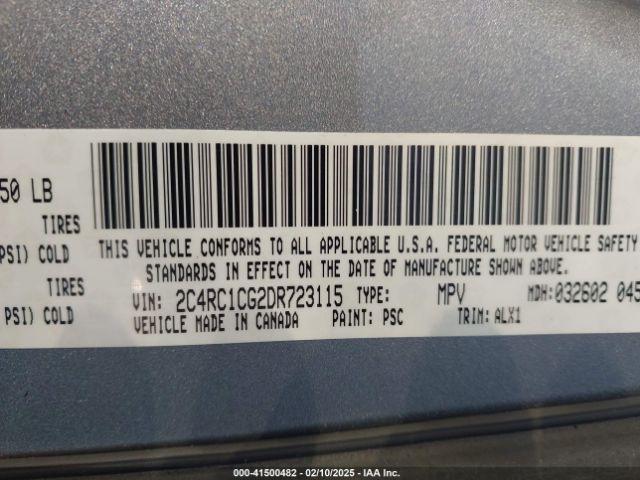 50 LB
TIRES
PSI) COLD
THIS VEHICLE CONFORMS TO ALL APPLICABLE U.S.A. FEDERAL MOTOR VEHICLE SAFETY
STANDARDS IN EFFECT ON THE DATE OF MANUFACTURE SHOWN ABOVE.
TIRES
VIN: 2C4RC1CG2DR723115 TYPE: MPV MDH:032602 045
PSI) COLD
VEHICLE MADE IN CANADA PAINT: PSC TRIM:ALX1
000-41500482 - 02/10/2025 - IAA Inc.